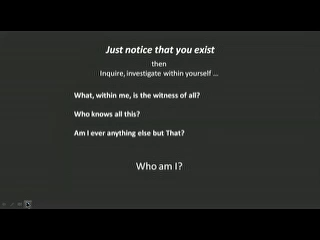 Just notice that you exist
then
Inquire, investigate within yourself ...
What, within me, is the witness of all?
Who knows all this?
Am I ever anything else but That?
Who am I?